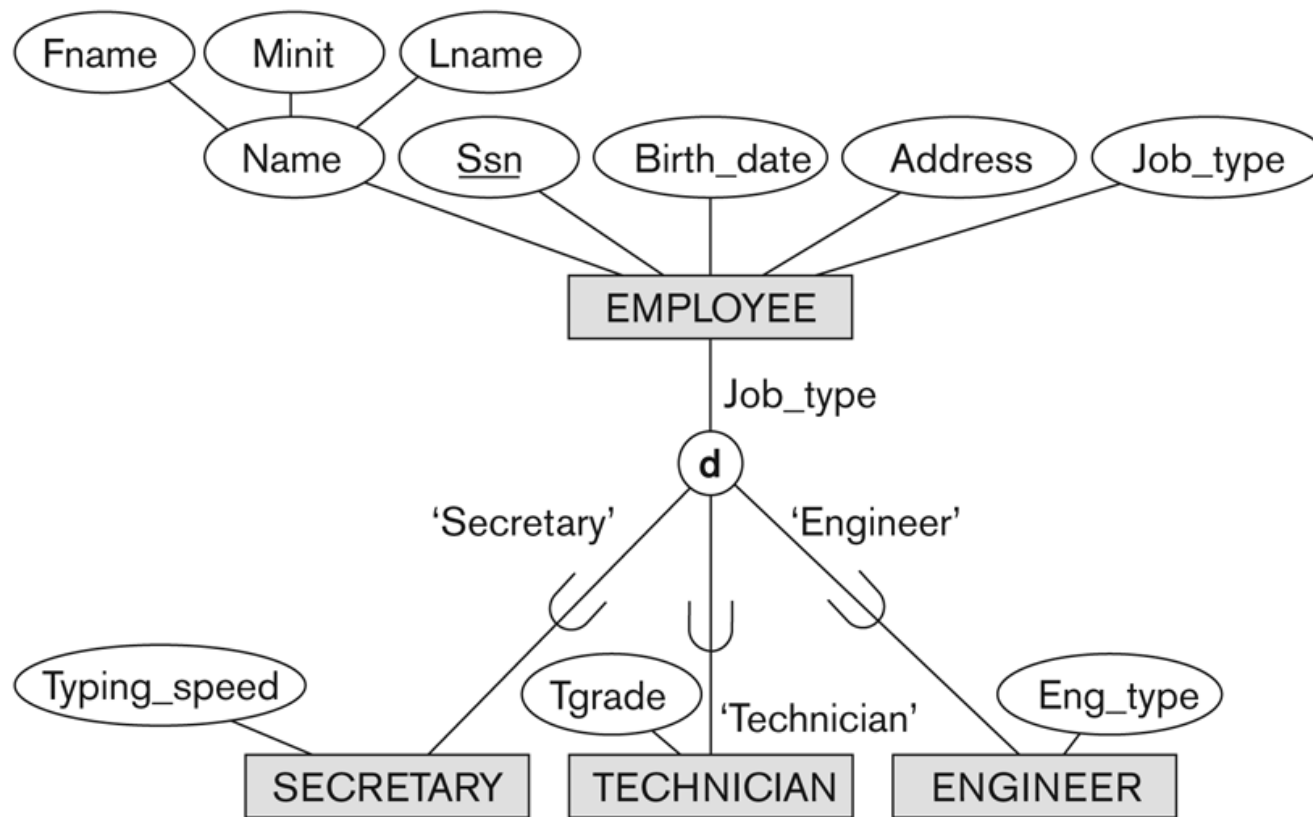 Fname Minit Lname
Name Ssn Birth_date Address Job_type
EMPLOYEE
Job_type
d
‘Secretary’ ‘Engineer’
Typing_speed Tgrade Eng_type
‘Technician’
SECRETARY TECHNICIAN ENGINEER